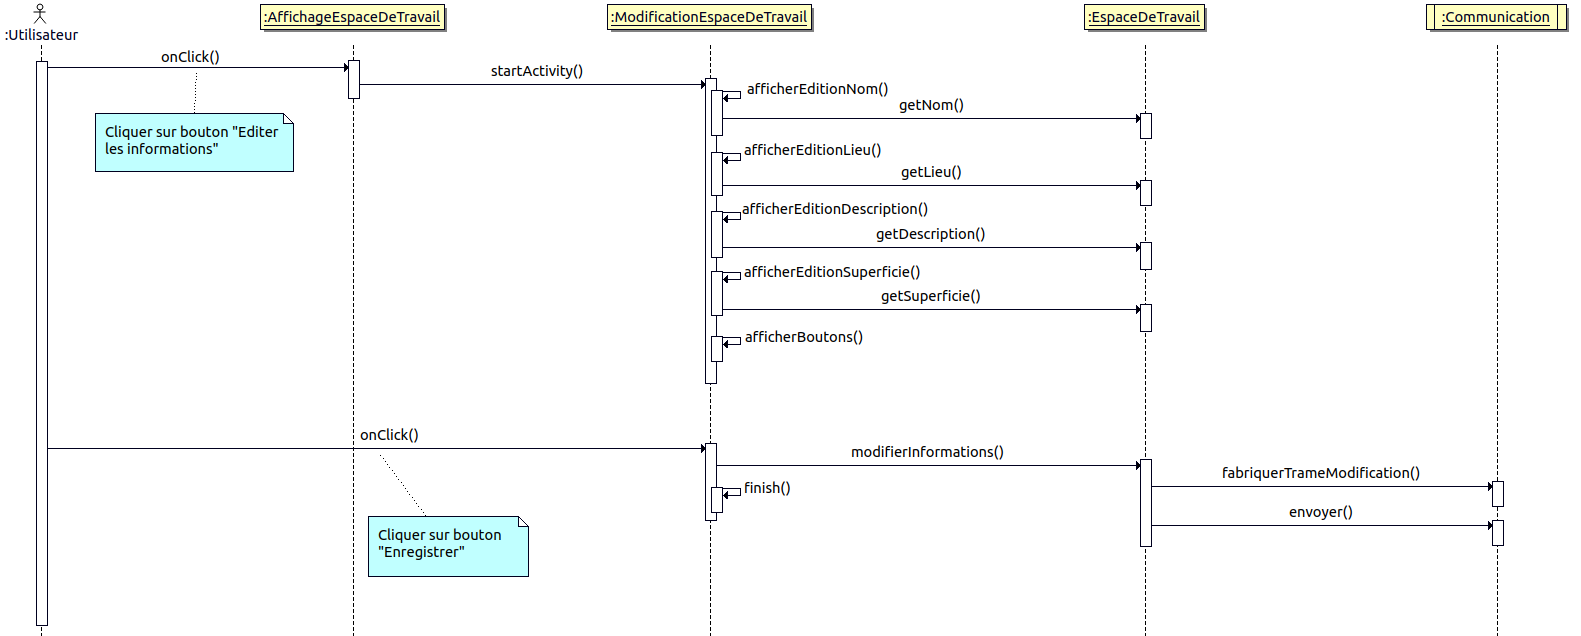 :Utilisateur
:AffichageEspaceDeTravail
:ModificationEspaceDeTravail
:EspaceDeTravail
:Communication
onClick()
startActivity()
afficherEditionNom()
getNom()
Cliquer sur bouton "Editer
les informations"
afficherEditionLieu()
getLieu()
afficherEditionDescription()
getDescription()
afficherEditionSuperficie()
getSuperficie()
afficherBoutons()
onClick()
modifierInformations()
fabriquerTrameModification()
finish()
envoyer()
Cliquer sur bouton
"Enregistrer"